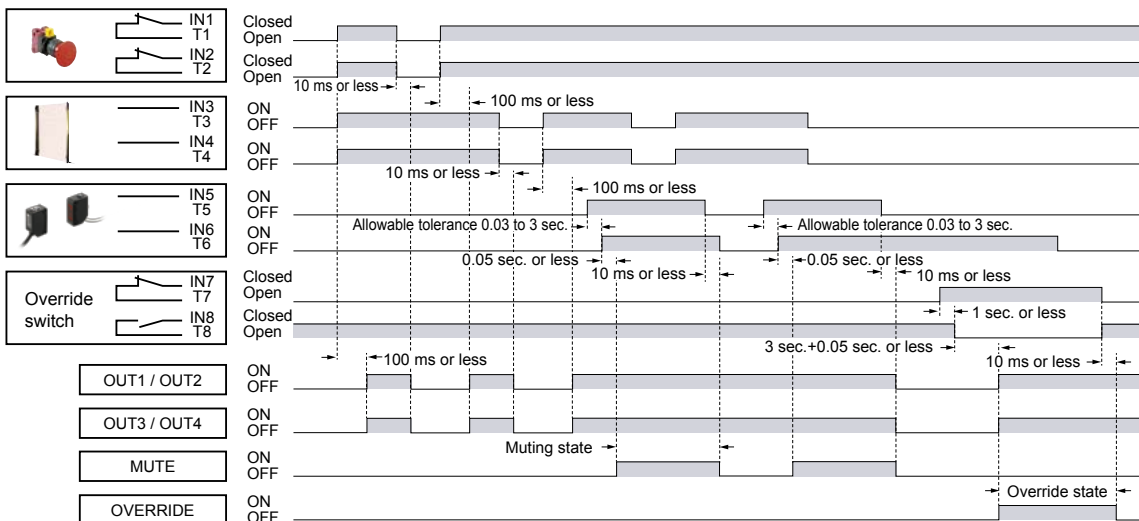 IN1
T1
Closed
Open
IN2
T2
Closed
Open
10 ms or less
100 ms or less
IN3
T3
ON
OFF
IN4
T4
ON
OFF
10 ms or less
100 ms or less
IN5
T5
ON
OFF
Allowable tolerance 0.03 to 3 sec.
Allowable tolerance 0.03 to 3 sec.
IN6
T6
ON
OFF
0.05 sec. or less
0.05 sec. or less
10 ms or less
10 ms or less
Override
switch
IN7
T7
Closed
Open
1 sec. or less
IN8
T8
Closed
Open
3 sec.+0.05 sec. or less
10 ms or less
100 ms or less
OUT1 / OUT2
ON
OFF
OUT3 / OUT4
ON
OFF
Muting state
MUTE
ON
OFF
Override state
OVERRIDE
ON
OFF